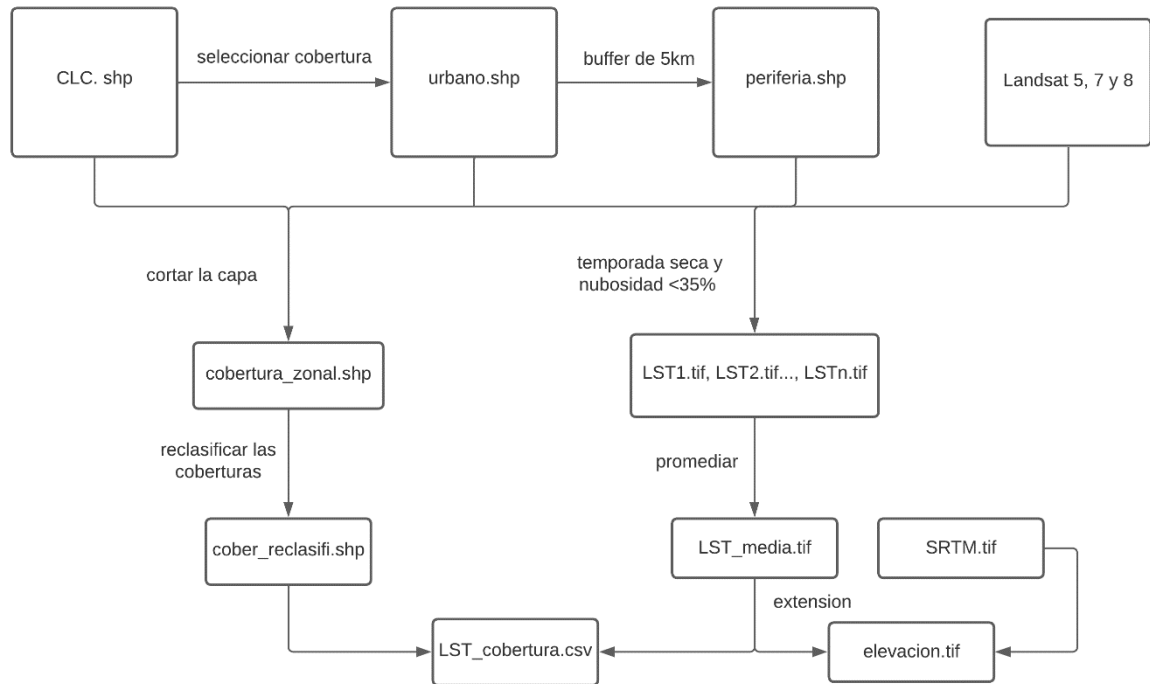 seleccionar cobertura
buffer de 5km
CLC. shp
urbano.shp
periferia.shp
Landsat 5, 7 y 8
cortar la capa
temporada seca y
nubosidad <35%
cobertura_zonal.shp
LST1.tif, LST2.tif..., LSTn.tif
reclasificar las
coberturas
promediar
cober_reclasifi.shp
LST_media.tif
SRTM.tif
extension
LST_cobertura.csv
elevacion.tif